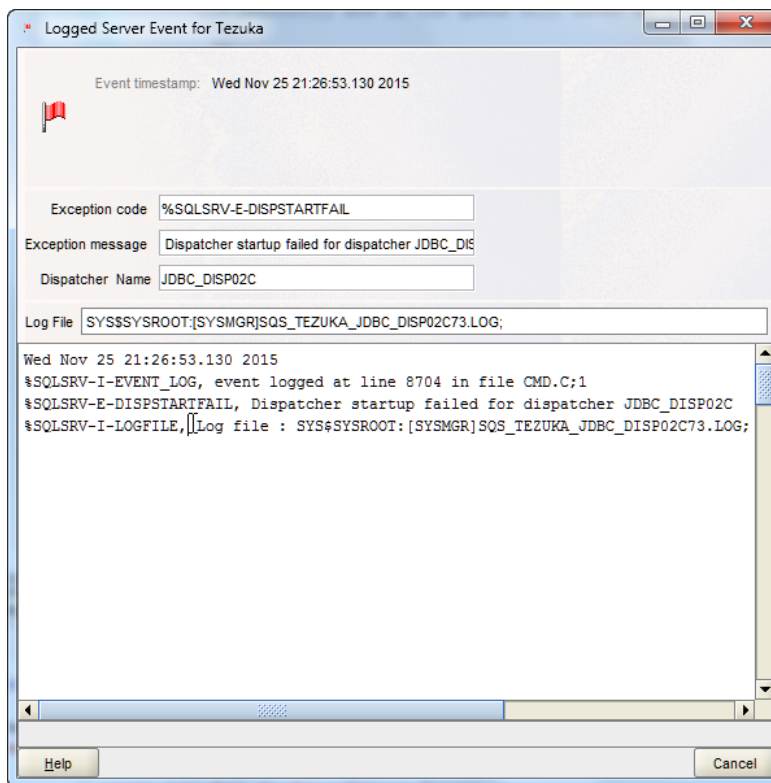 Logged Server Event for Tezuka
Event timestamp: Wed Nov 25 21:26:53.130 2015
Exception code %SQLSRV-E-DISPSTARTFAIL
Exception message Dispatcher startup failed for dispatcher JDBC_DIS
Dispatcher Name JDBC_DISP02C
Log File SYS$SYSROOT:[SYSMGR]SQS_TEZUKA_JDBC_DISP02C73.LOG;
Wed Nov 25 21:26:53.130 2015
%SQLSRV-I-EVENT_LOG, event logged at line 8704 in file CMD.C;1
%SQLSRV-E-DISPSTARTFAIL, Dispatcher startup failed for dispatcher JDBC_DISP02C
%SQLSRV-I-LOGFILE, Log file : SYS$SYSROOT:[SYSMGR]SQS_TEZUKA_JDBC_DISP02C73.LOG;
Help Cancel